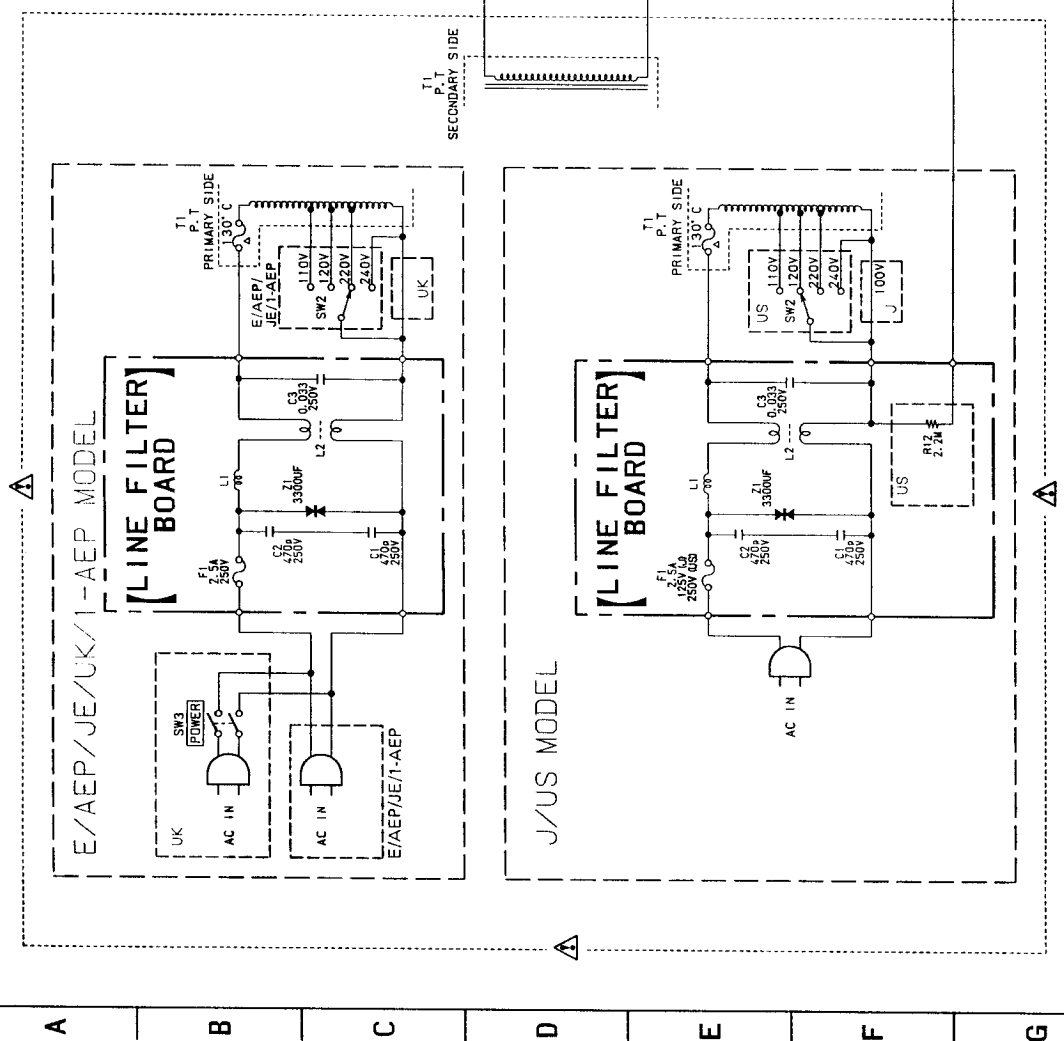 A
B
C
D
E
F
G
E/AEP/JE/UK/1-AEP MODEL
UK
AC IN
SW3
POWER
AC IN
E/AEP/JE/1-AEP
【LINE FILTER】
BOARD
F1
2.5A
250V
C2
470p
250V
C1
470p
250V
Z1
3300UF
L1
L2
C3
0.033
250V
E/AEP/
JE/1-AEP
SW2
110V
120V
220V
240V
UK
T1
P.T
PRIMARY SIDE
130°C
T1
P.T
SECONDARY SIDE
J/US MODEL
AC IN
【LINE FILTER】
BOARD
F1
2.5A
125V (J)
250V (US)
C2
470p
250V
C1
470p
250V
Z1
3300UF
L1
L2
C3
0.033
250V
US
R12
2.2M
US
SW2
110V
120V
220V
240V
100V
J
T1
P.T
PRIMARY SIDE
130°C